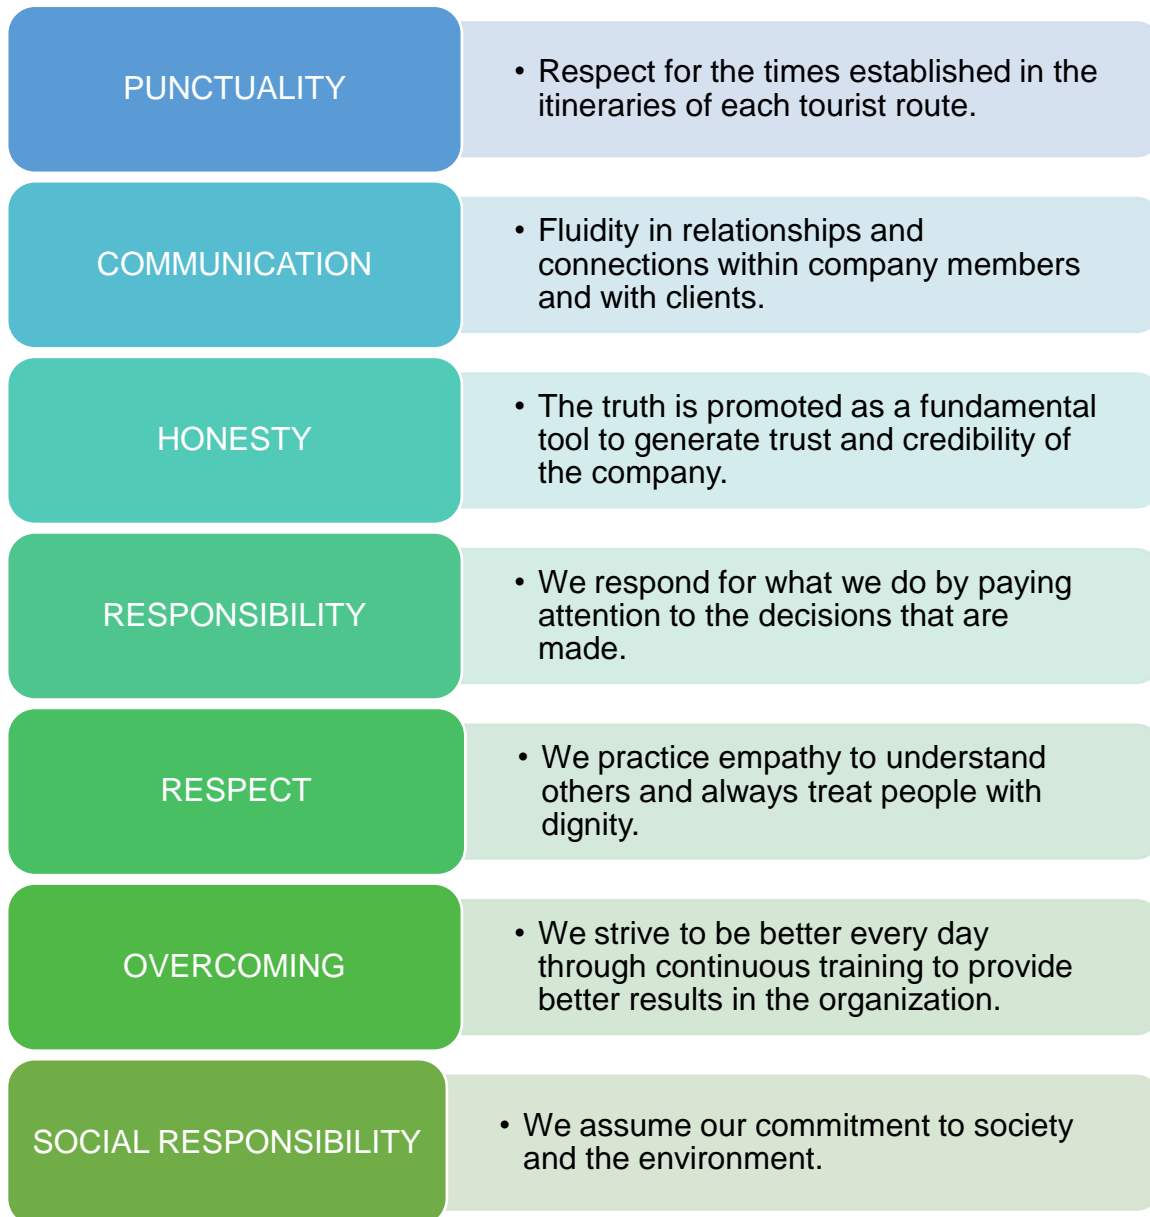 PUNCTUALITY
• Respect for the times established in the
itineraries of each tourist route.
COMMUNICATION
• Fluidity in relationships and
connections within company members
and with clients.
HONESTY
• The truth is promoted as a fundamental
tool to generate trust and credibility of
the company.
RESPONSIBILITY
• We respond for what we do by paying
attention to the decisions that are
made.
RESPECT
• We practice empathy to understand
others and always treat people with
dignity.
OVERCOMING
• We strive to be better every day
through continuous training to provide
better results in the organization.
SOCIAL RESPONSIBILITY
• We assume our commitment to society
and the environment.